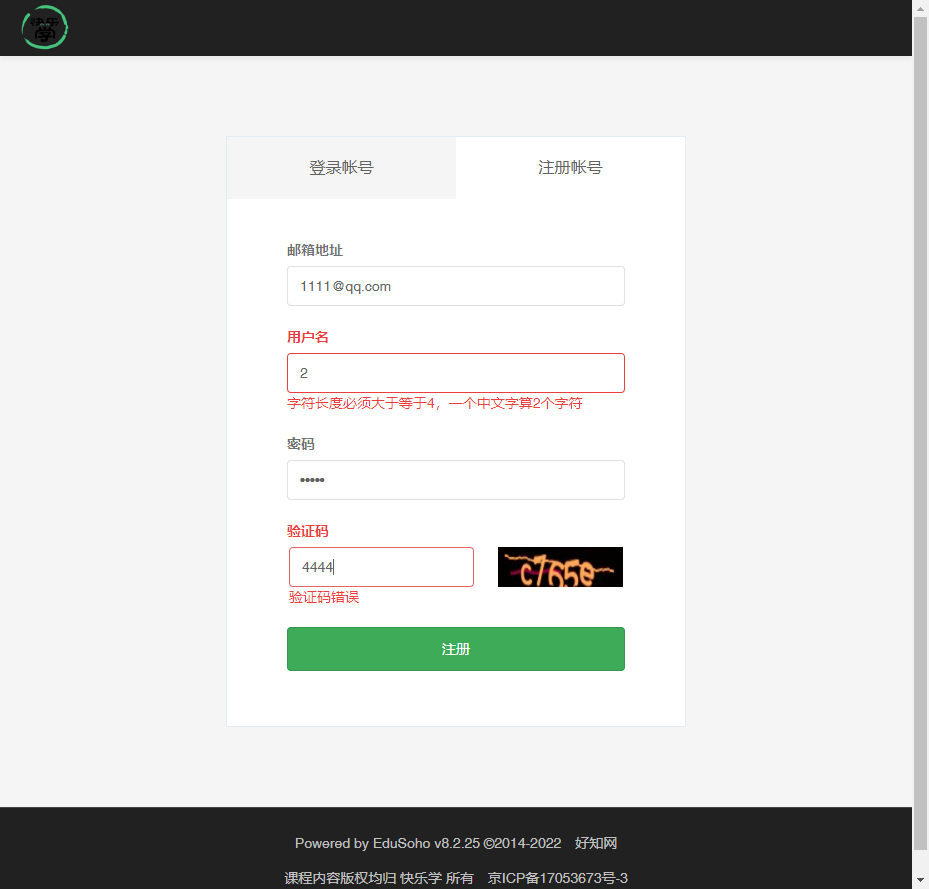 快乐
学
登录帐号
注册帐号
邮箱地址
1111@qq.com
用户名
2
字符长度必须大于等于4，一个中文字算2个字符
密码
•••••
验证码
4444
c765e
验证码错误
注册
Powered by EduSoho v8.2.25 ©2014-2022 好知网
课程内容版权均归 快乐学 所有 京ICP备17053673号-3